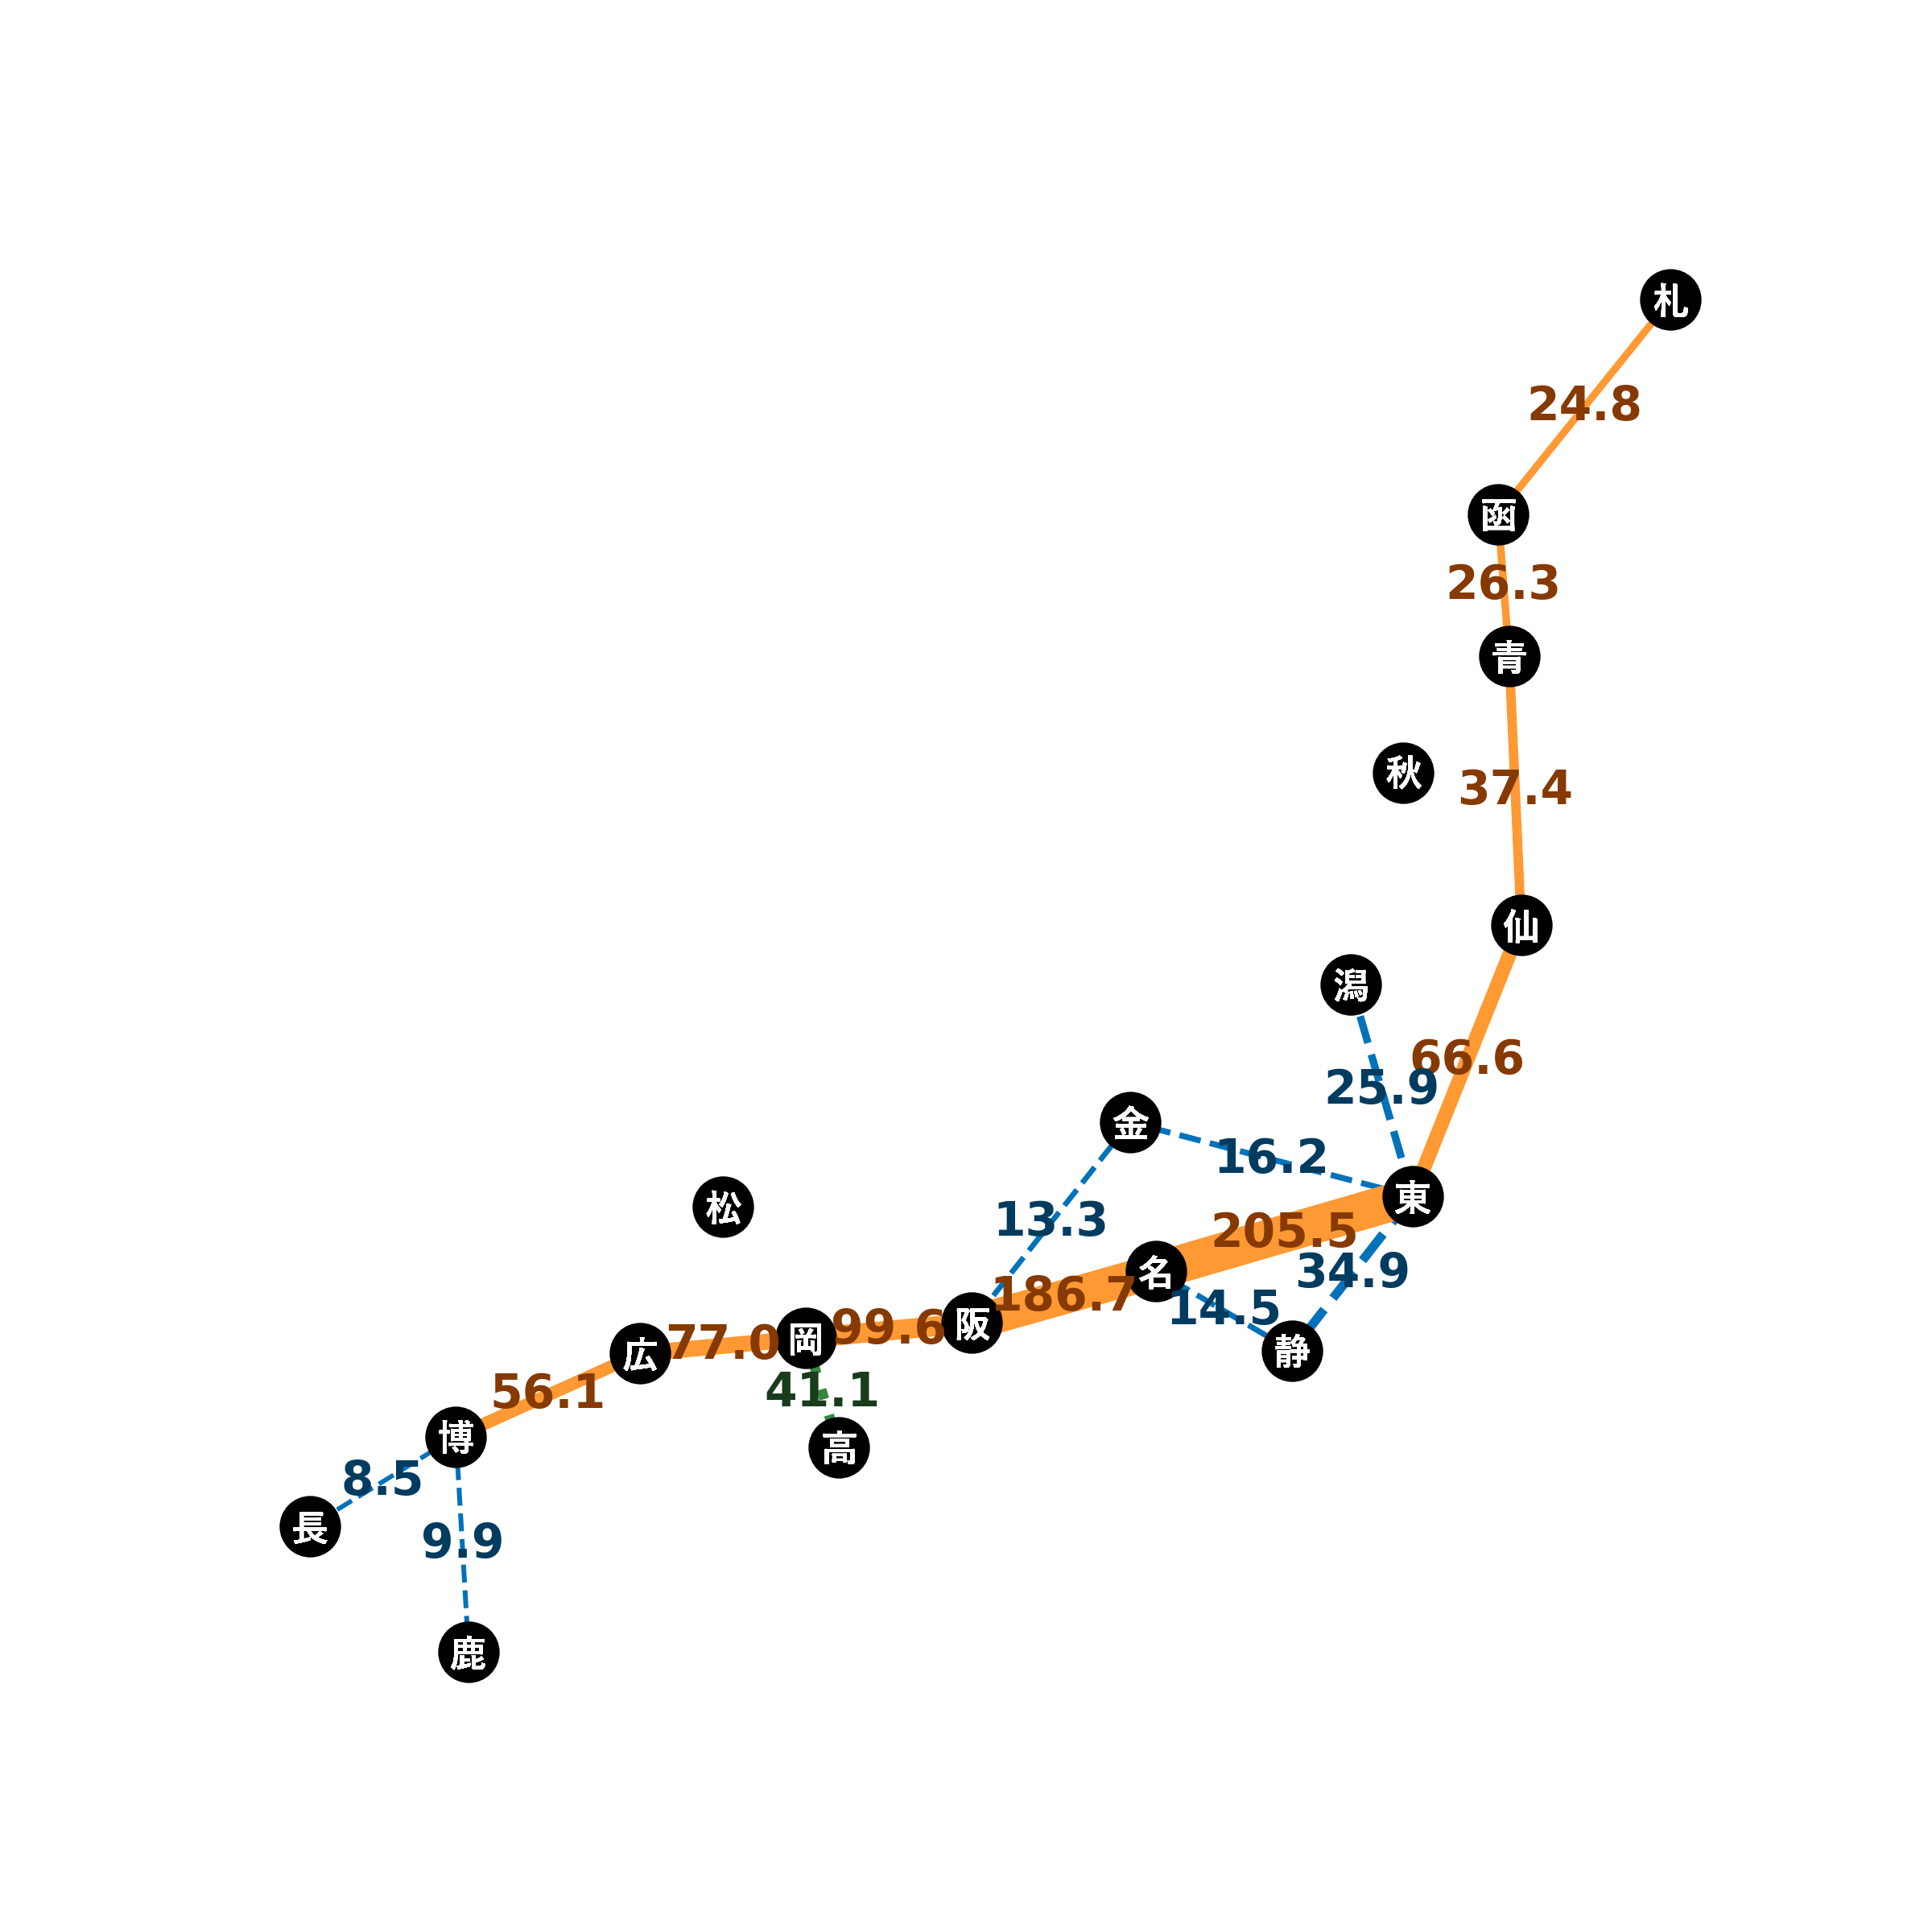 札
24.8
函
26.3
青
秋
37.4
仙
潟
66.6
25.9
金
16.2
東
松
13.3
205.5
名
34.9
186.7
14.5
阪
99.6
岡
77.0
広
静
41.1
56.1
博
高
8.5
長
9.9
鹿